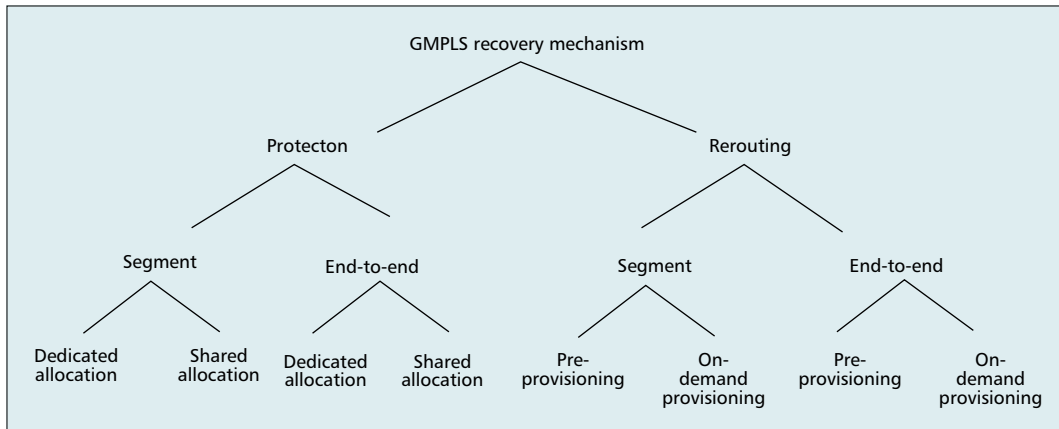 GMPLS recovery mechanism
Protecton
Rerouting
Segment
End-to-end
Segment
End-to-end
Dedicated
allocation
Shared
allocation
Dedicated
allocation
Shared
allocation
Pre-
provisioning
On-
demand
provisioning
Pre-
provisioning
On-
demand
provisioning